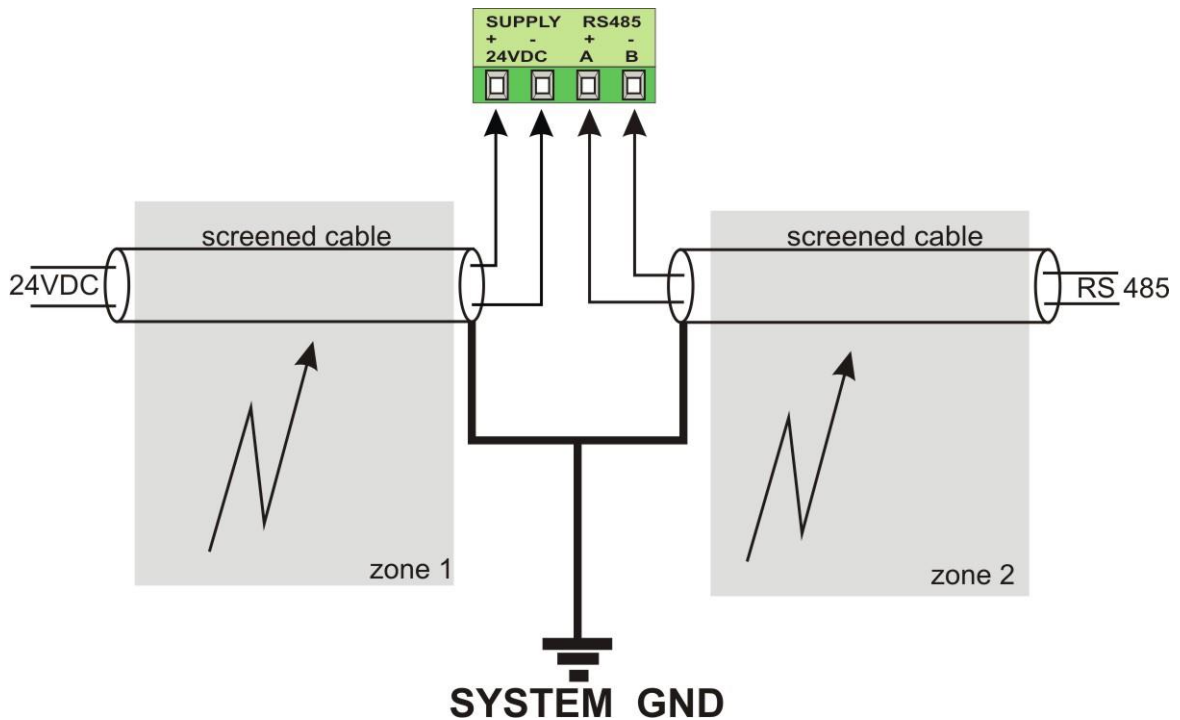 SUPPLY RS485
+ - + -
24VDC A B
screened cable
screened cable
24VDC
RS 485
zone 1
zone 2
SYSTEM GND